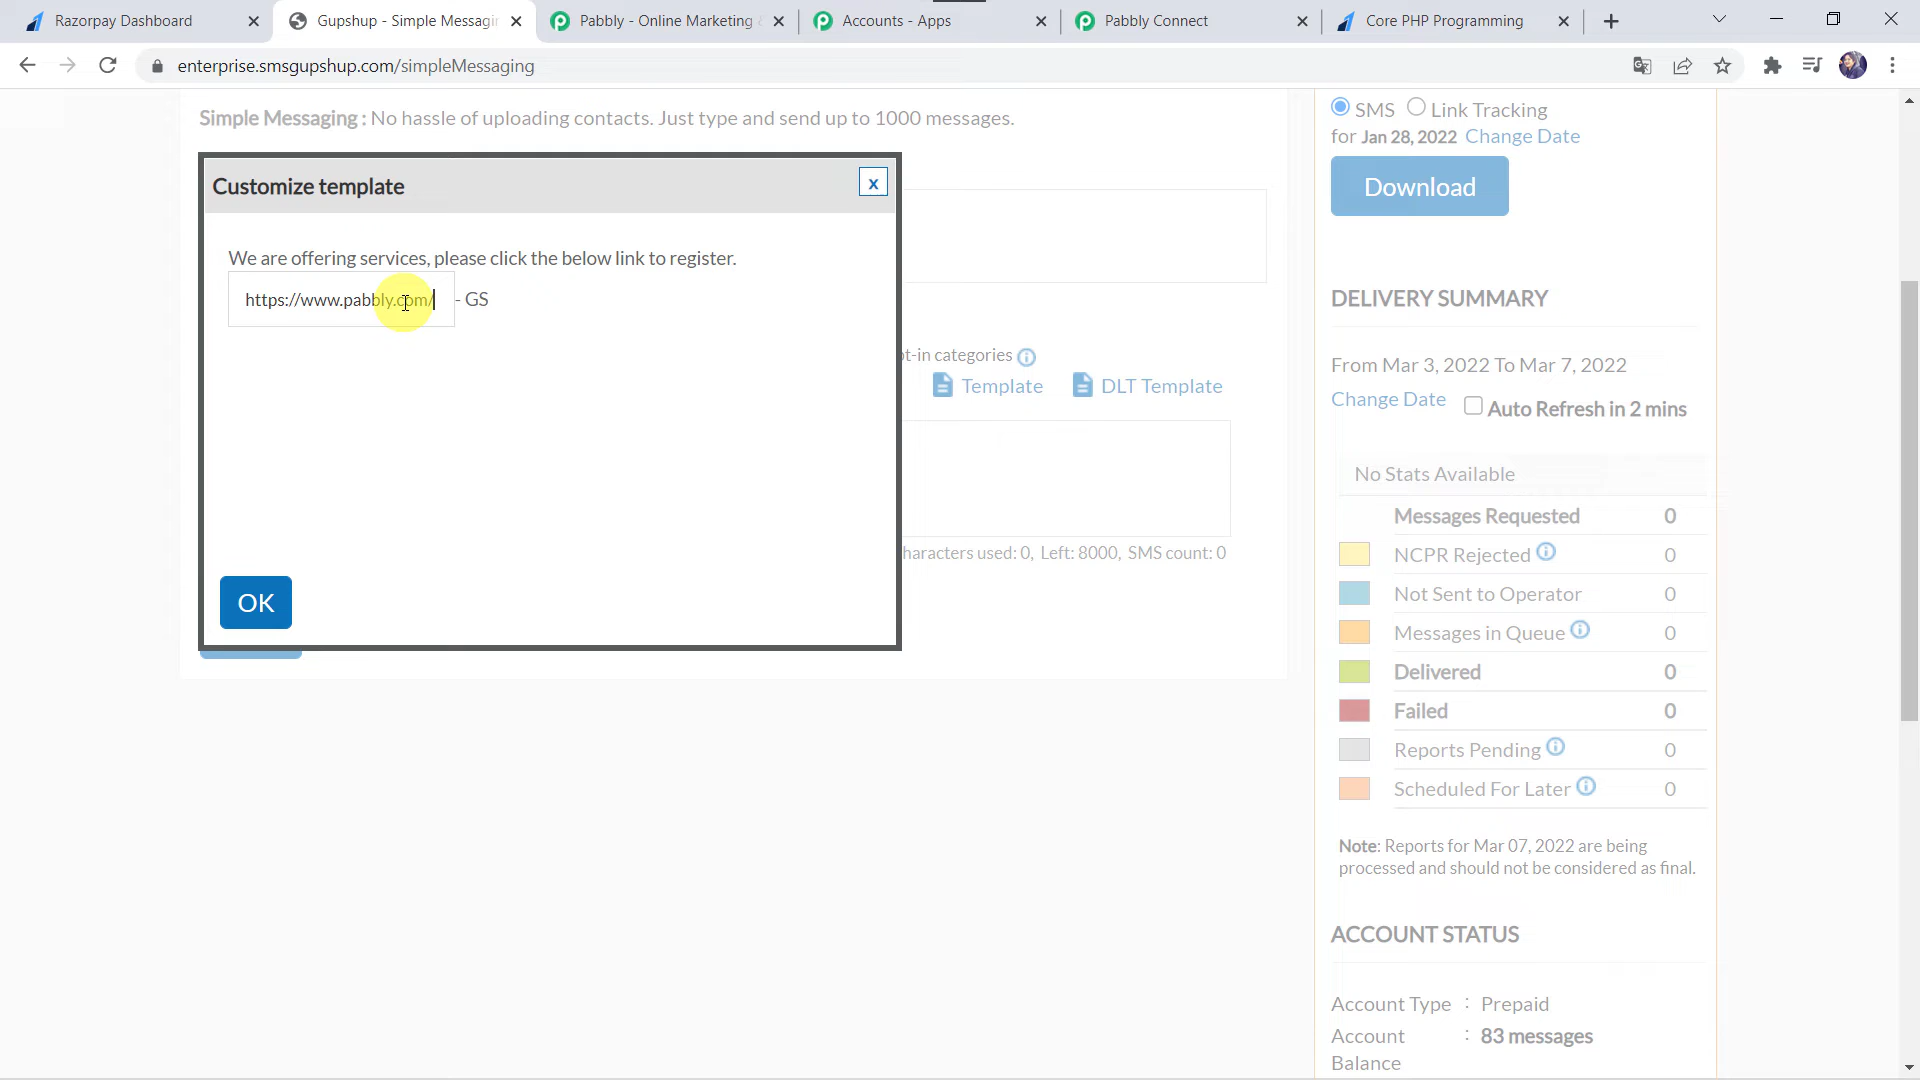 Razorpay Dashboard
Gupshup - Simple Messagin
Pabbly - Online Marketing &
Accounts - Apps
Pabbly Connect
Core PHP Programming
enterprise.smsgupshup.com/simpleMessaging
Simple Messaging : No hassle of uploading contacts. Just type and send up to 1000 messages.
Customize template
x
We are offering services, please click the below link to register.
https://www.pabbly.com/ - GS
OK
pt-in categories
Template
DLT Template
haracters used: 0, Left: 8000, SMS count: 0
SMS Link Tracking
for Jan 28, 2022 Change Date
Download
DELIVERY SUMMARY
From Mar 3, 2022 To Mar 7, 2022
Change Date Auto Refresh in 2 mins
No Stats Available
Messages Requested 0
NCPR Rejected 0
Not Sent to Operator 0
Messages in Queue 0
Delivered 0
Failed 0
Reports Pending 0
Scheduled For Later 0
Note: Reports for Mar 07, 2022 are being
processed and should not be considered as final.
ACCOUNT STATUS
Account Type : Prepaid
Account : 83 messages
Balance